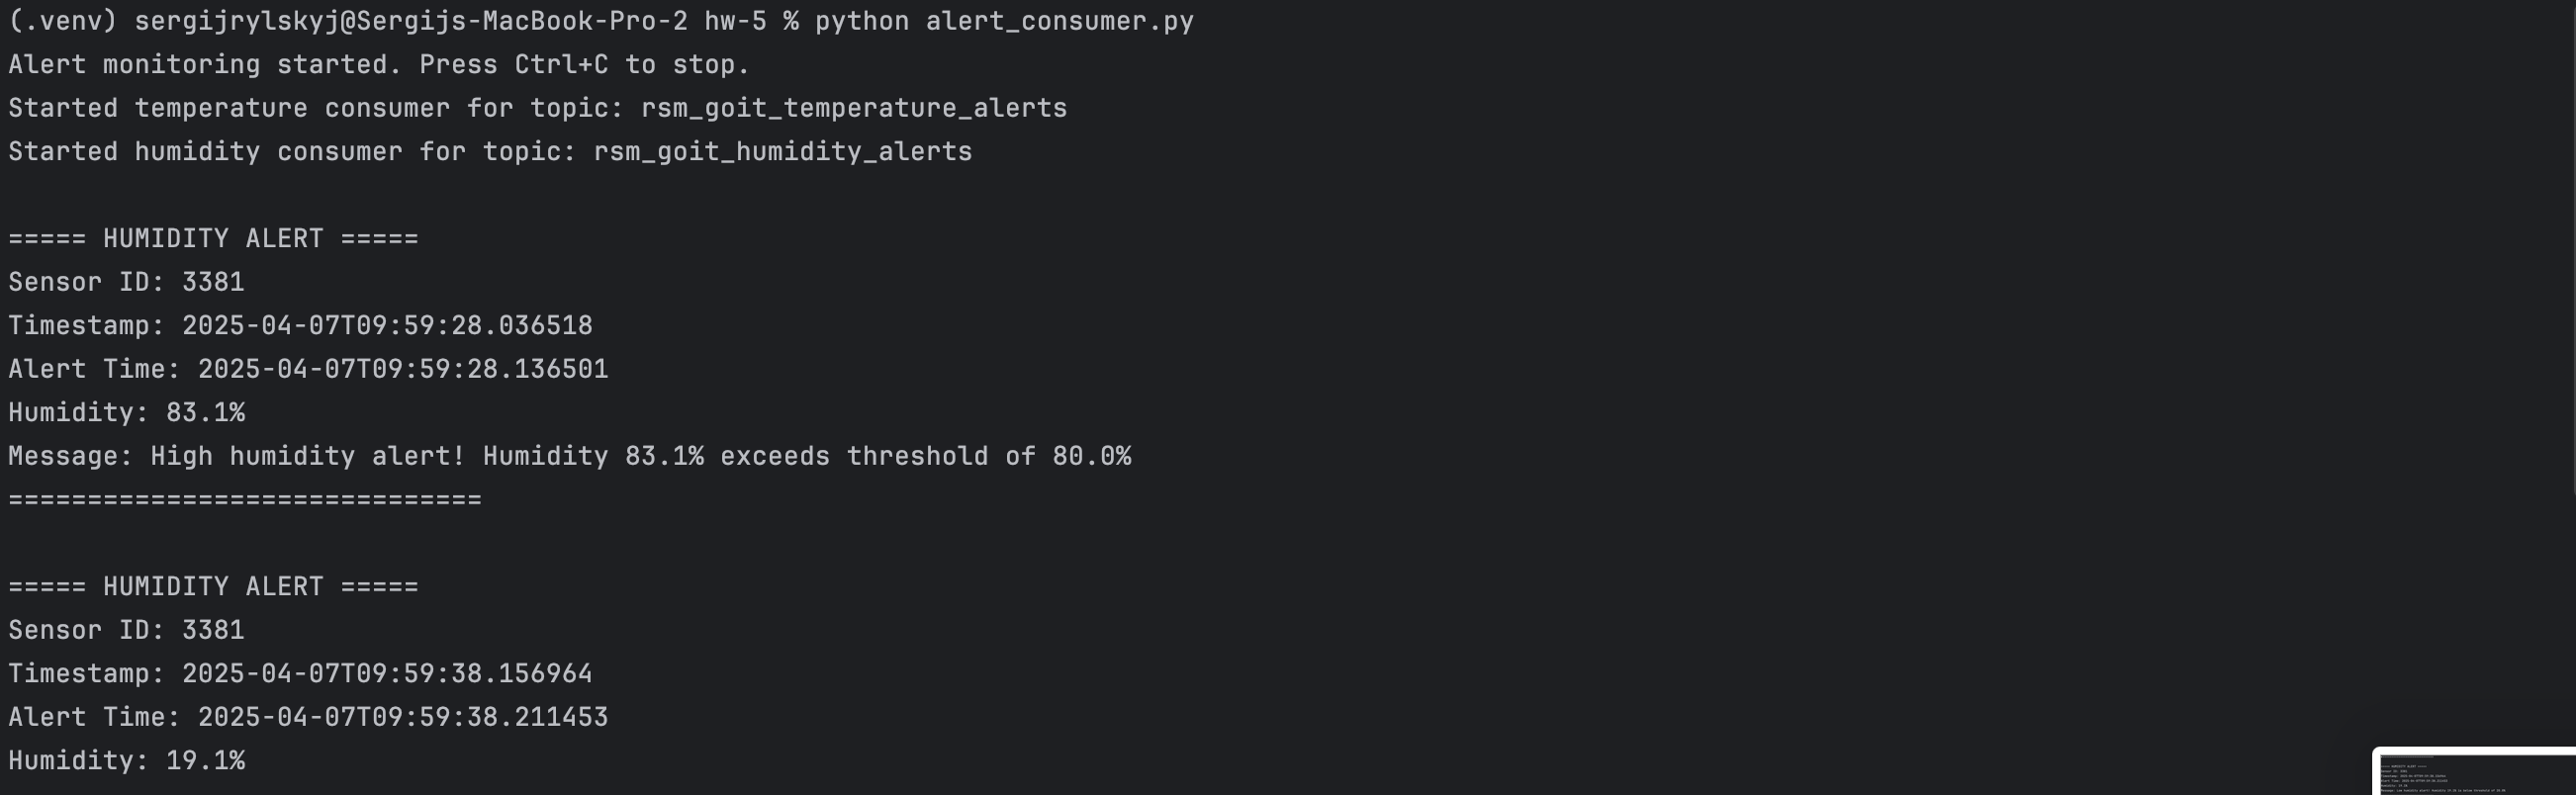 (.venv) sergijrylskyj@Sergijs-MacBook-Pro-2 hw-5 % python alert_consumer.py
Alert monitoring started. Press Ctrl+C to stop.
Started temperature consumer for topic: rsm_goit_temperature_alerts
Started humidity consumer for topic: rsm_goit_humidity_alerts
===== HUMIDITY ALERT =====
Sensor ID: 3381
Timestamp: 2025-04-07T09:59:28.036518
Alert Time: 2025-04-07T09:59:28.136501
Humidity: 83.1%
Message: High humidity alert! Humidity 83.1% exceeds threshold of 80.0%
==============================
===== HUMIDITY ALERT =====
Sensor ID: 3381
Timestamp: 2025-04-07T09:59:38.156964
Alert Time: 2025-04-07T09:59:38.211453
Humidity: 19.1%